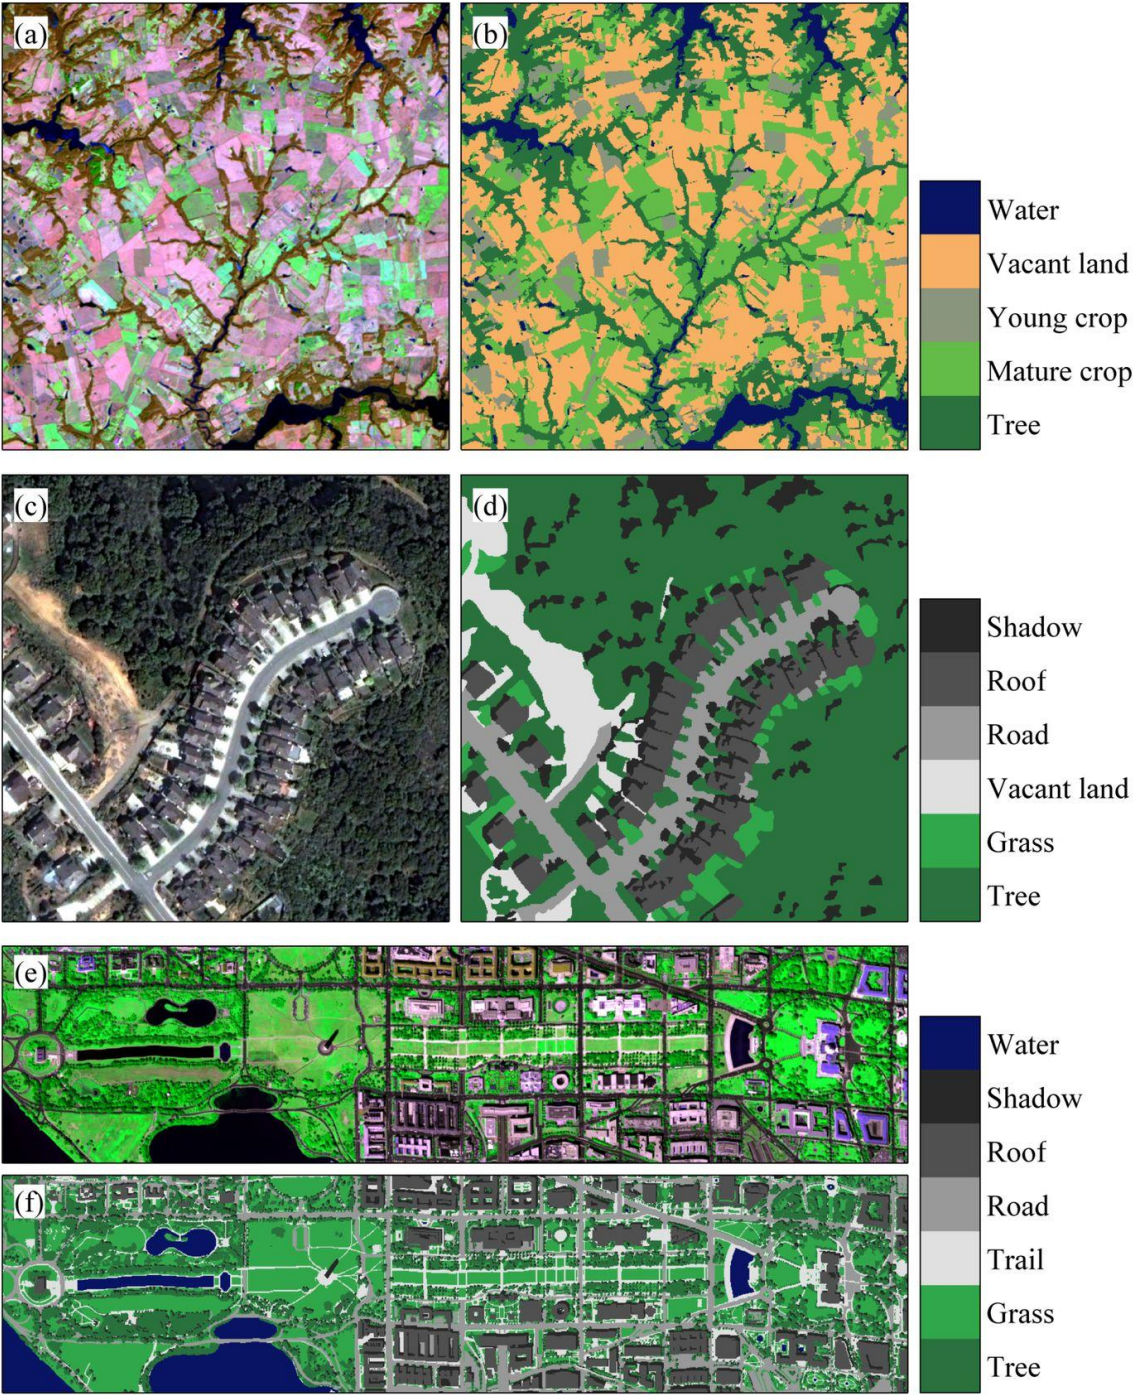 (a)
(b)
Water
Vacant land
Young crop
Mature crop
Tree
(c)
(d)
Shadow
Roof
Road
Vacant land
Grass
Tree
(e)
(f)
Water
Shadow
Roof
Road
Trail
Grass
Tree